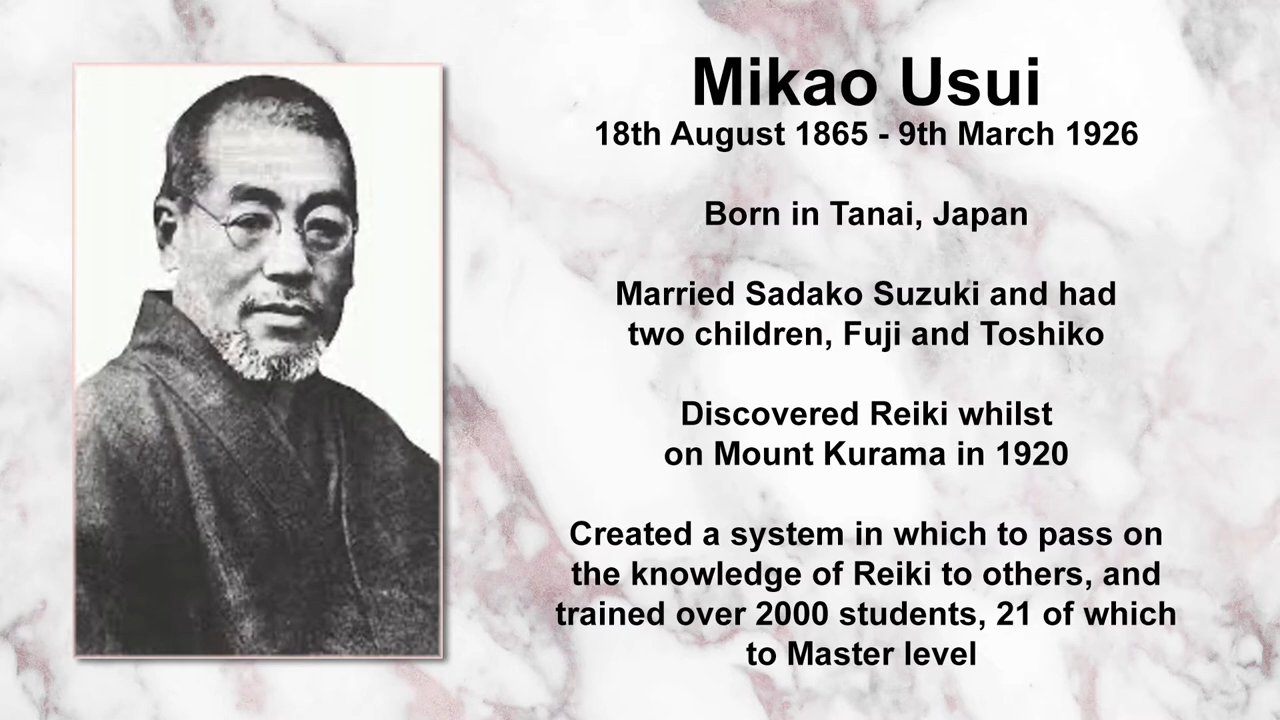 Mikao Usui
18th August 1865 - 9th March 1926
Born in Tanai, Japan
Married Sadako Suzuki and had
two children, Fuji and Toshiko
Discovered Reiki whilst
on Mount Kurama in 1920
Created a system in which to pass on
the knowledge of Reiki to others, and
trained over 2000 students, 21 of which
to Master level